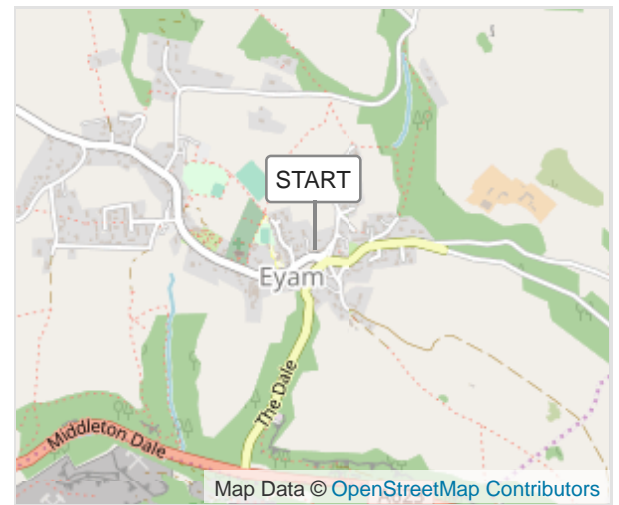 START
Eyam
The Dale
Middleton Dale
Map Data © OpenStreetMap Contributors